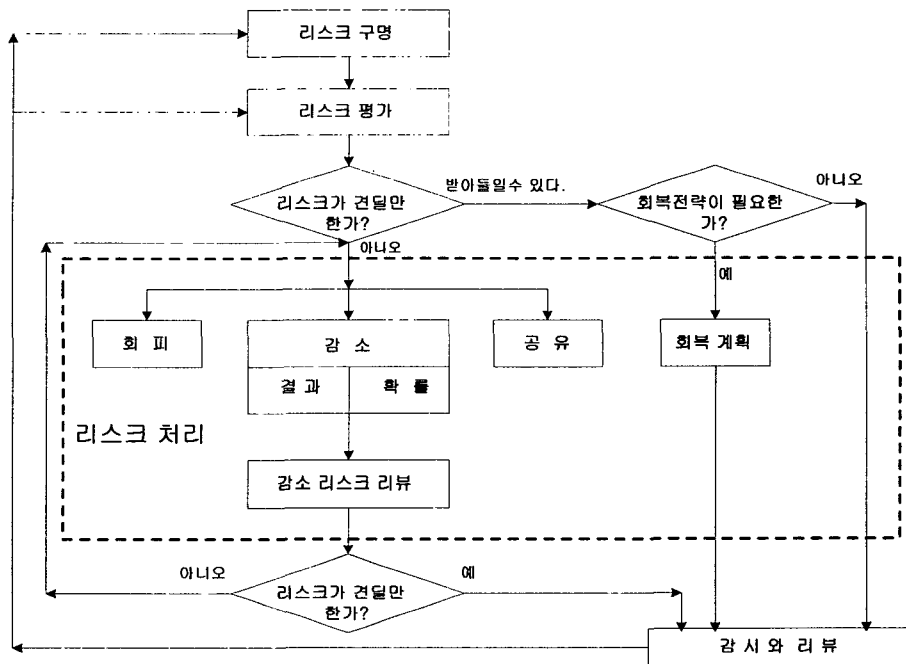 리스크 구명
리스크 평가
리스크가 견딜만
한가?
받아들일수 있다.
회복전략이 필요한
가?
아니오
아니오
예
회 피
감 소
공 유
회복 계획
결 과
확 률
리스크 처리
감소 리스크 리뷰
아니오
리스크가 견딜만
한가?
예
감 시 와 리 뷰